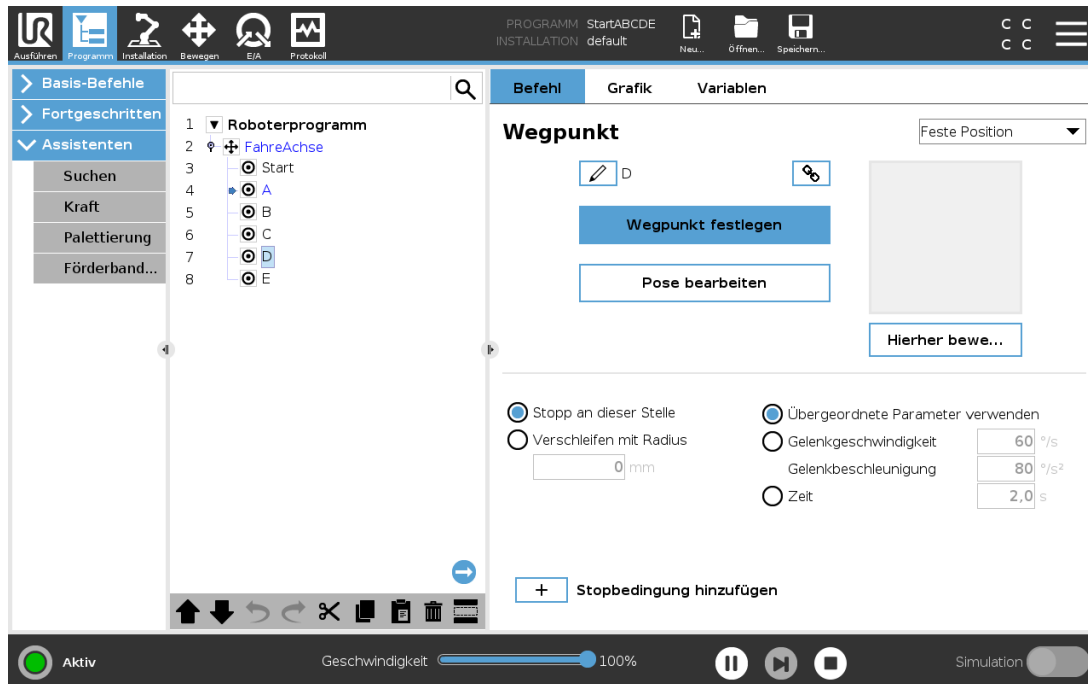 UR
PROGRAMM StartABCDE
INSTALLATION default
C C
C C
Ausführen Programm Installation Bewegen E/A Protokoll Neu... Öffnen... Speichern...
Basis-Befehle
Fortgeschritten
Assistenten
Suchen
Kraft
Palettierung
Förderband...
1 Roboterprogramm
2 FahreAchse
3 Start
4 A
5 B
6 C
7 D
8 E
Befehl Grafik Variablen
Wegpunkt
Feste Position
D
Wegpunkt festlegen
Pose bearbeiten
Hierher bewe...
Stopp an dieser Stelle
Verschleifen mit Radius
0 mm
Übergeordnete Parameter verwenden
Gelenkgeschwindigkeit 60 °/s
Gelenkbeschleunigung 80 °/s²
Zeit 2,0 s
+ Stopbedingung hinzufügen
Aktiv
Geschwindigkeit 100%
Simulation